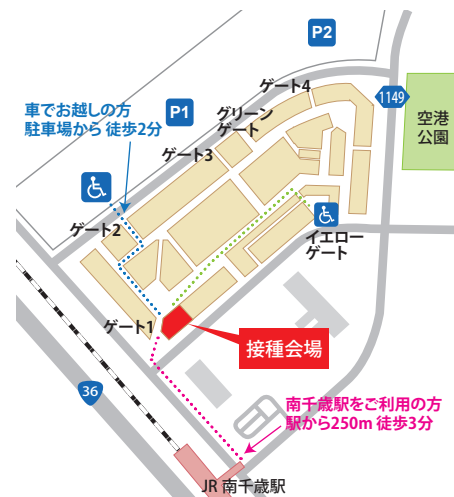 P2
ゲート4
1149
空港
公園
車でお越しの方
駐車場から 徒歩2分
P1
グリーン
ゲート
ゲート3
ゲート2
イエロー
ゲート
ゲート1
接種会場
36
南千歳駅をご利用の方
駅から250m 徒歩3分
JR 南千歳駅